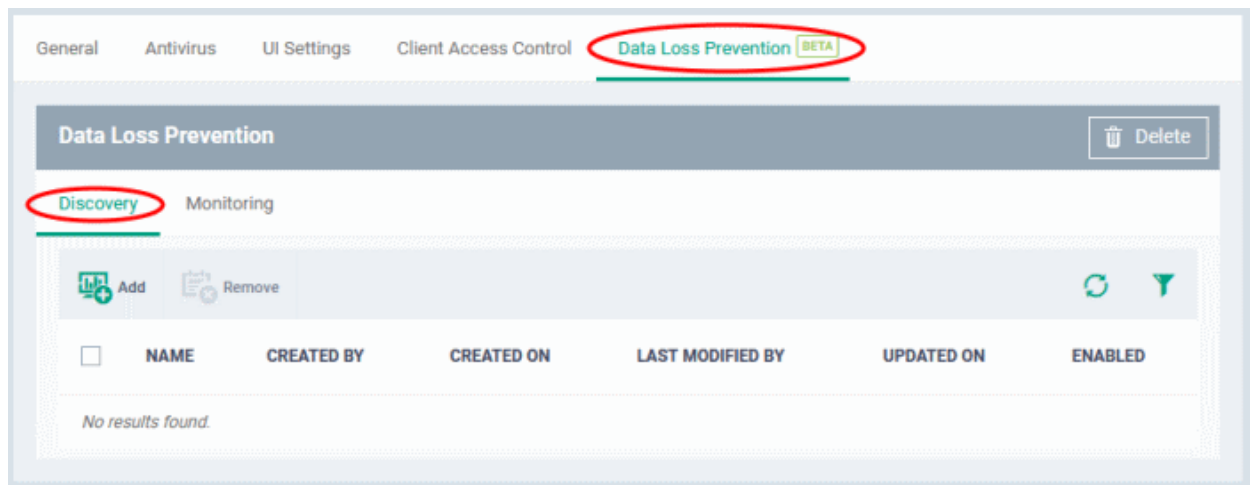 General Antivirus UI Settings Client Access Control Data Loss Prevention BETA
Data Loss Prevention Delete
Discovery Monitoring
Add Remove
NAME CREATED BY CREATED ON LAST MODIFIED BY UPDATED ON ENABLED
No results found.